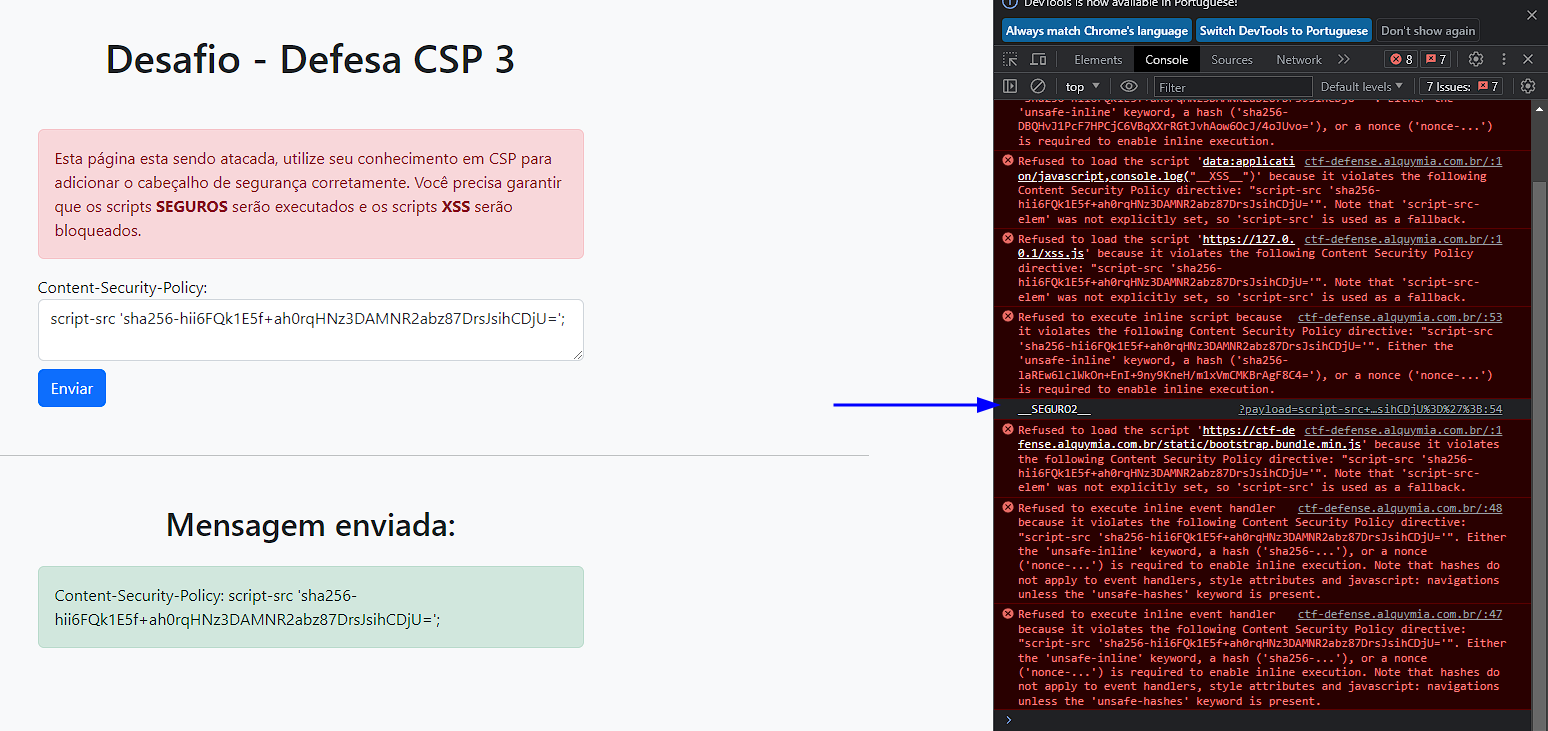 Desafio - Defesa CSP 3
Esta página esta sendo atacada, utilize seu conhecimento em CSP para
adicionar o cabeçalho de segurança corretamente. Você precisa garantir
que os scripts SEGUROS serão executados e os scripts XSS serão
bloqueados.
Content-Security-Policy:
script-src 'sha256-hii6FQk1E5f+ah0rqHNz3DAMNR2abz87DrsJsihCDjU=';
Enviar
Mensagem enviada:
Content-Security-Policy: script-src 'sha256-
hii6FQk1E5f+ah0rqHNz3DAMNR2abz87DrsJsihCDjU=';
DevTools is now available in Portuguese!
Always match Chrome's language Switch DevTools to Portuguese Don't show again
Elements Console Sources Network 8 7
top Filter Default levels 7 Issues: 7
'unsafe-inline' keyword, a hash ('sha256-
DBQHvJ1PcF7HPCjC6VBqXXrRGtJvhAow6OcJ/4oJUvo='), or a nonce ('nonce-...')
is required to enable inline execution.
Refused to load the script 'data:applicati ctf-defense.alquymia.com.br/:1
on/javascript,console.log("__XSS__")' because it violates the following
Content Security Policy directive: "script-src 'sha256-
hii6FQk1E5f+ah0rqHNz3DAMNR2abz87DrsJsihCDjU='". Note that 'script-src-
elem' was not explicitly set, so 'script-src' is used as a fallback.
Refused to load the script 'https://127.0. ctf-defense.alquymia.com.br/:1
0.1/xss.js' because it violates the following Content Security Policy
directive: "script-src 'sha256-
hii6FQk1E5f+ah0rqHNz3DAMNR2abz87DrsJsihCDjU='". Note that 'script-src-
elem' was not explicitly set, so 'script-src' is used as a fallback.
Refused to execute inline script because ctf-defense.alquymia.com.br/:53
it violates the following Content Security Policy directive: "script-src
'sha256-hii6FQk1E5f+ah0rqHNz3DAMNR2abz87DrsJsihCDjU='". Either the
'unsafe-inline' keyword, a hash ('sha256-
laREw6lclWkOn+EnI+9ny9KneH/m1xVmCMKBrAgF8C4='), or a nonce ('nonce-...')
is required to enable inline execution.
__SEGURO2__ ?payload=script-src+…sihCDjU%3D%27%3B:54
Refused to load the script 'https://ctf-de ctf-defense.alquymia.com.br/:1
fense.alquymia.com.br/static/bootstrap.bundle.min.js' because it violates
the following Content Security Policy directive: "script-src 'sha256-
hii6FQk1E5f+ah0rqHNz3DAMNR2abz87DrsJsihCDjU='". Note that 'script-src-
elem' was not explicitly set, so 'script-src' is used as a fallback.
Refused to execute inline event handler ctf-defense.alquymia.com.br/:48
because it violates the following Content Security Policy directive:
"script-src 'sha256-hii6FQk1E5f+ah0rqHNz3DAMNR2abz87DrsJsihCDjU='". Either
the 'unsafe-inline' keyword, a hash ('sha256-...'), or a nonce
('nonce-...') is required to enable inline execution. Note that hashes do
not apply to event handlers, style attributes and javascript: navigations
unless the 'unsafe-hashes' keyword is present.
Refused to execute inline event handler ctf-defense.alquymia.com.br/:47
because it violates the following Content Security Policy directive:
"script-src 'sha256-hii6FQk1E5f+ah0rqHNz3DAMNR2abz87DrsJsihCDjU='". Either
the 'unsafe-inline' keyword, a hash ('sha256-...'), or a nonce
('nonce-...') is required to enable inline execution. Note that hashes do
not apply to event handlers, style attributes and javascript: navigations
unless the 'unsafe-hashes' keyword is present.